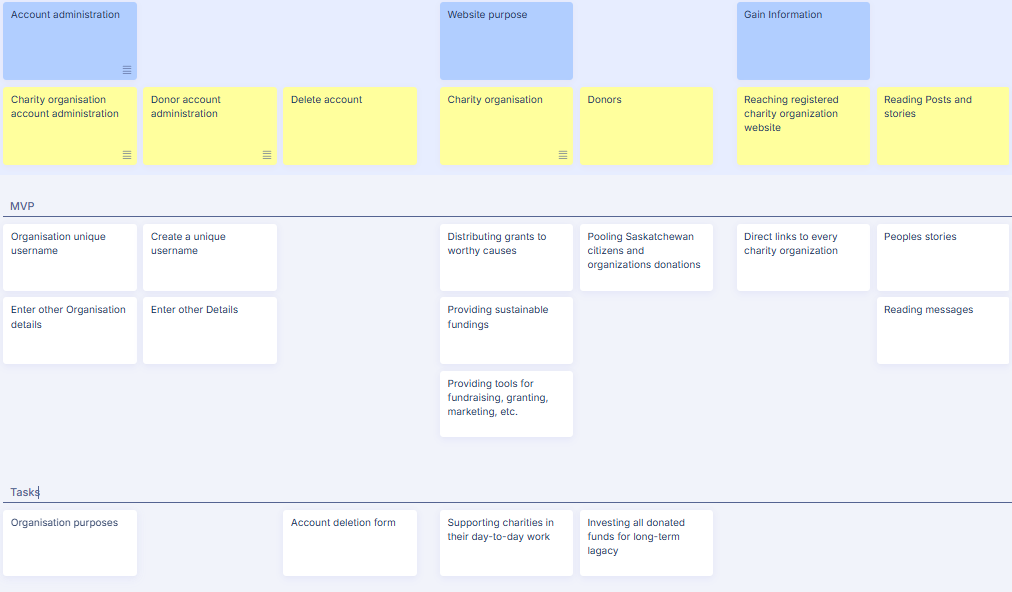 Account administration
Website purpose
Gain Information
Charity organisation
account administration
Donor account
administration
Delete account
Charity organisation
Donors
Reaching registered
charity organization
website
Reading Posts and
stories
MVP
Organisation unique
username
Create a unique
username
Distributing grants to
worthy causes
Pooling Saskatchewan
citizens and
organizations donations
Direct links to every
charity organization
Peoples stories
Enter other Organisation
details
Enter other Details
Providing sustainable
fundings
Reading messages
Providing tools for
fundraising, granting,
marketing, etc.
Tasks
Organisation purposes
Account deletion form
Supporting charities in
their day-to-day work
Investing all donated
funds for long-term
lagacy